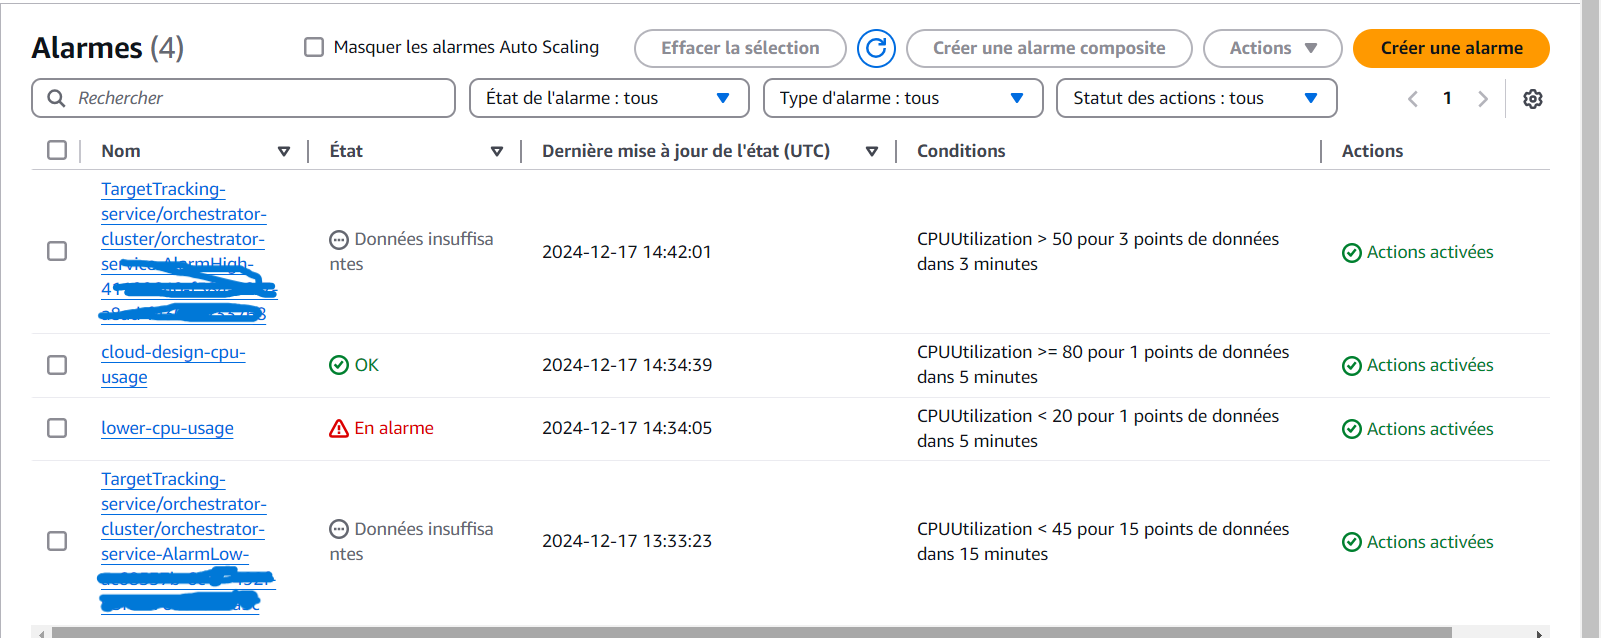 Alarmes (4)
Masquer les alarmes Auto Scaling
Effacer la sélection
Créer une alarme composite
Actions
Créer une alarme
Rechercher
État de l'alarme : tous
Type d'alarme : tous
Statut des actions : tous
1
Nom
État
Dernière mise à jour de l'état (UTC)
Conditions
Actions
TargetTracking-
service/orchestrator-
cluster/orchestrator-
service-AlarmHigh-
Données insuffisa
ntes
2024-12-17 14:42:01
CPUUtilization > 50 pour 3 points de données
dans 3 minutes
Actions activées
cloud-design-cpu-
usage
OK
2024-12-17 14:34:39
CPUUtilization >= 80 pour 1 points de données
dans 5 minutes
Actions activées
lower-cpu-usage
En alarme
2024-12-17 14:34:05
CPUUtilization < 20 pour 1 points de données
dans 5 minutes
Actions activées
TargetTracking-
service/orchestrator-
cluster/orchestrator-
service-AlarmLow-
Données insuffisa
ntes
2024-12-17 13:33:23
CPUUtilization < 45 pour 15 points de données
dans 15 minutes
Actions activées